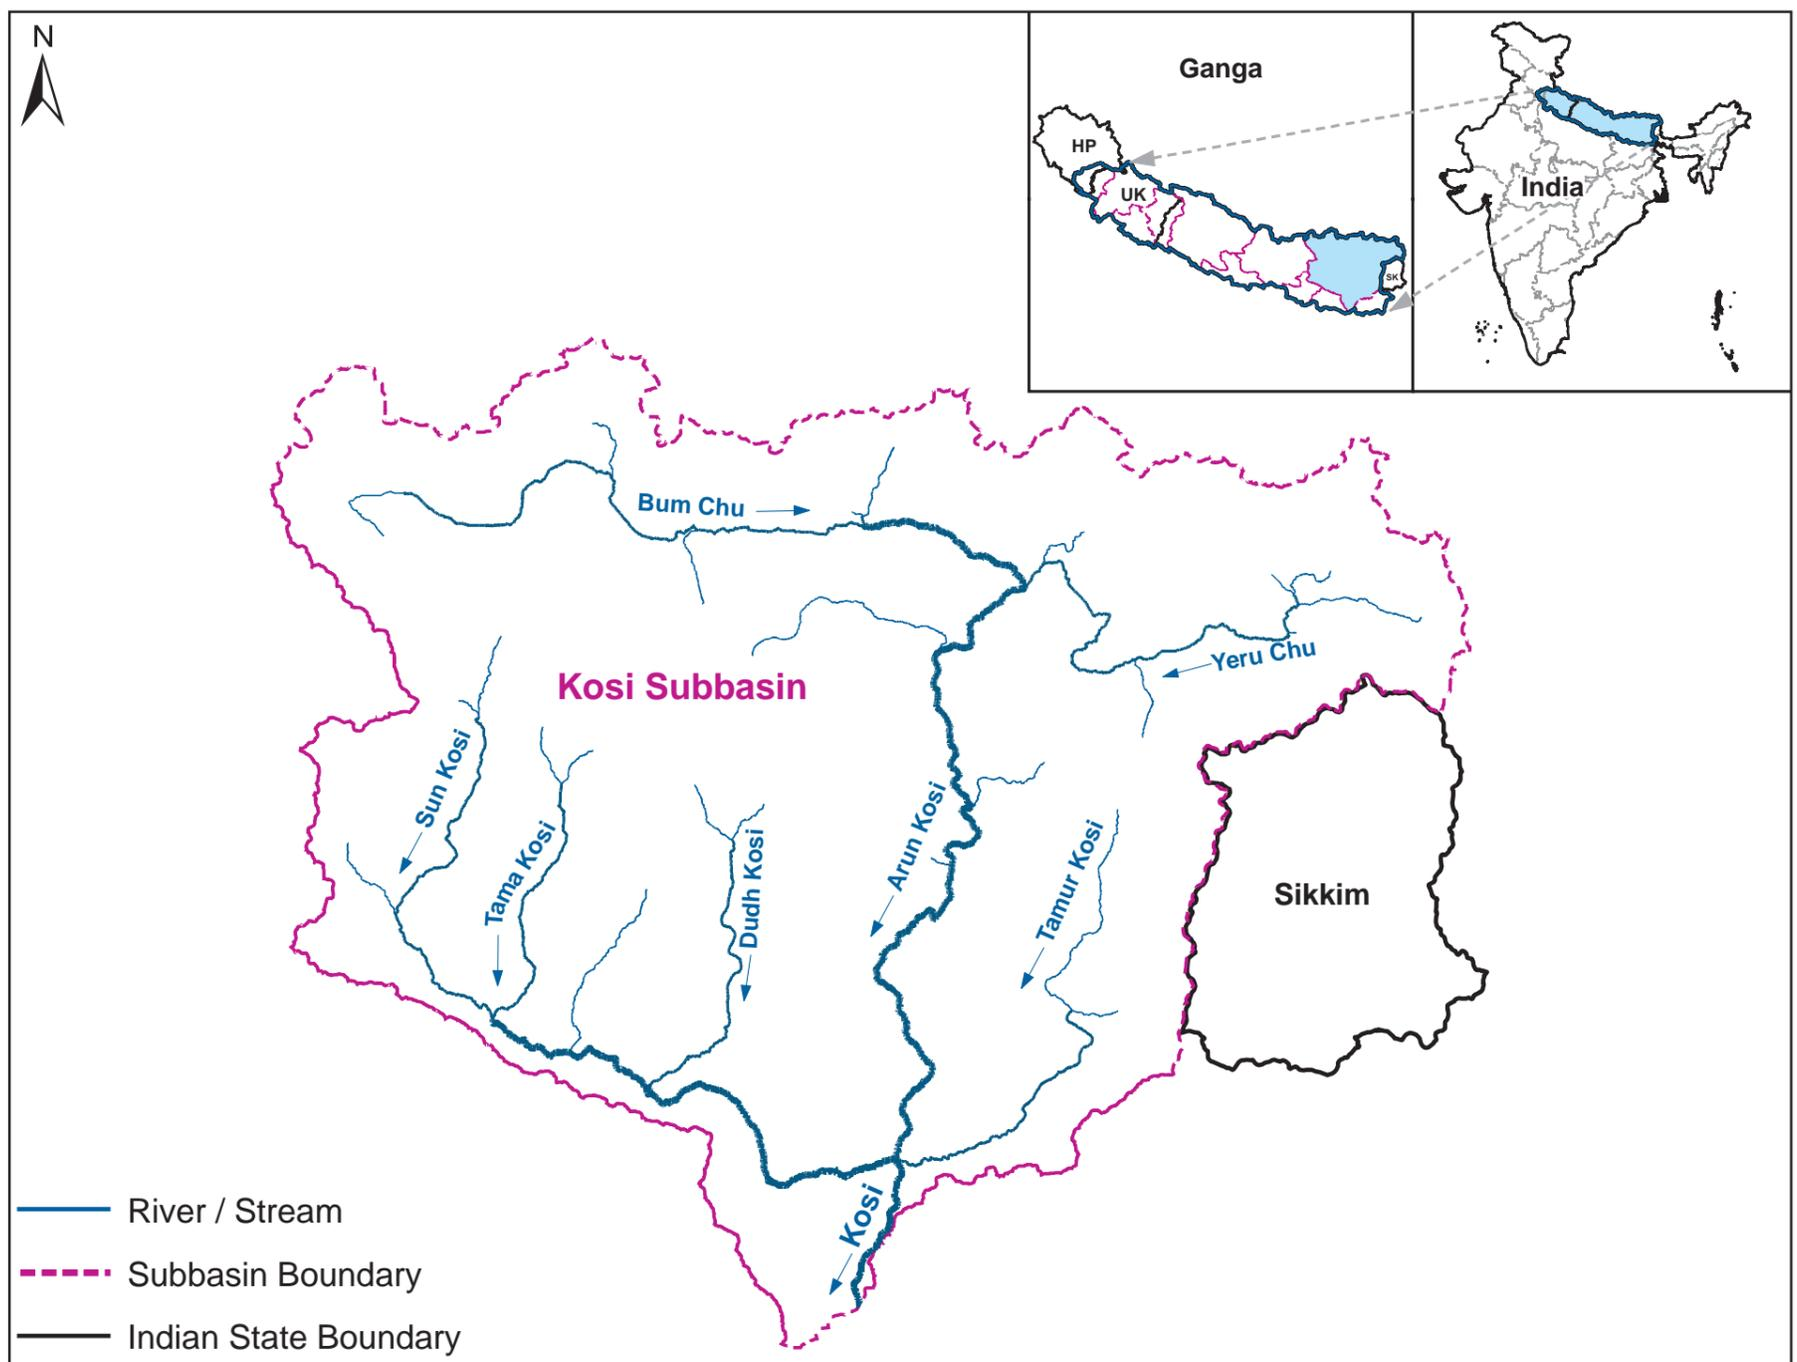 N
Ganga
HP
UK
SK
India
Bum Chu
Yeru Chu
Kosi Subbasin
Sun Kosi
Tama Kosi
Dudh Kosi
Arun Kosi
Tamur Kosi
Sikkim
Kosi
River / Stream
Subbasin Boundary
Indian State Boundary